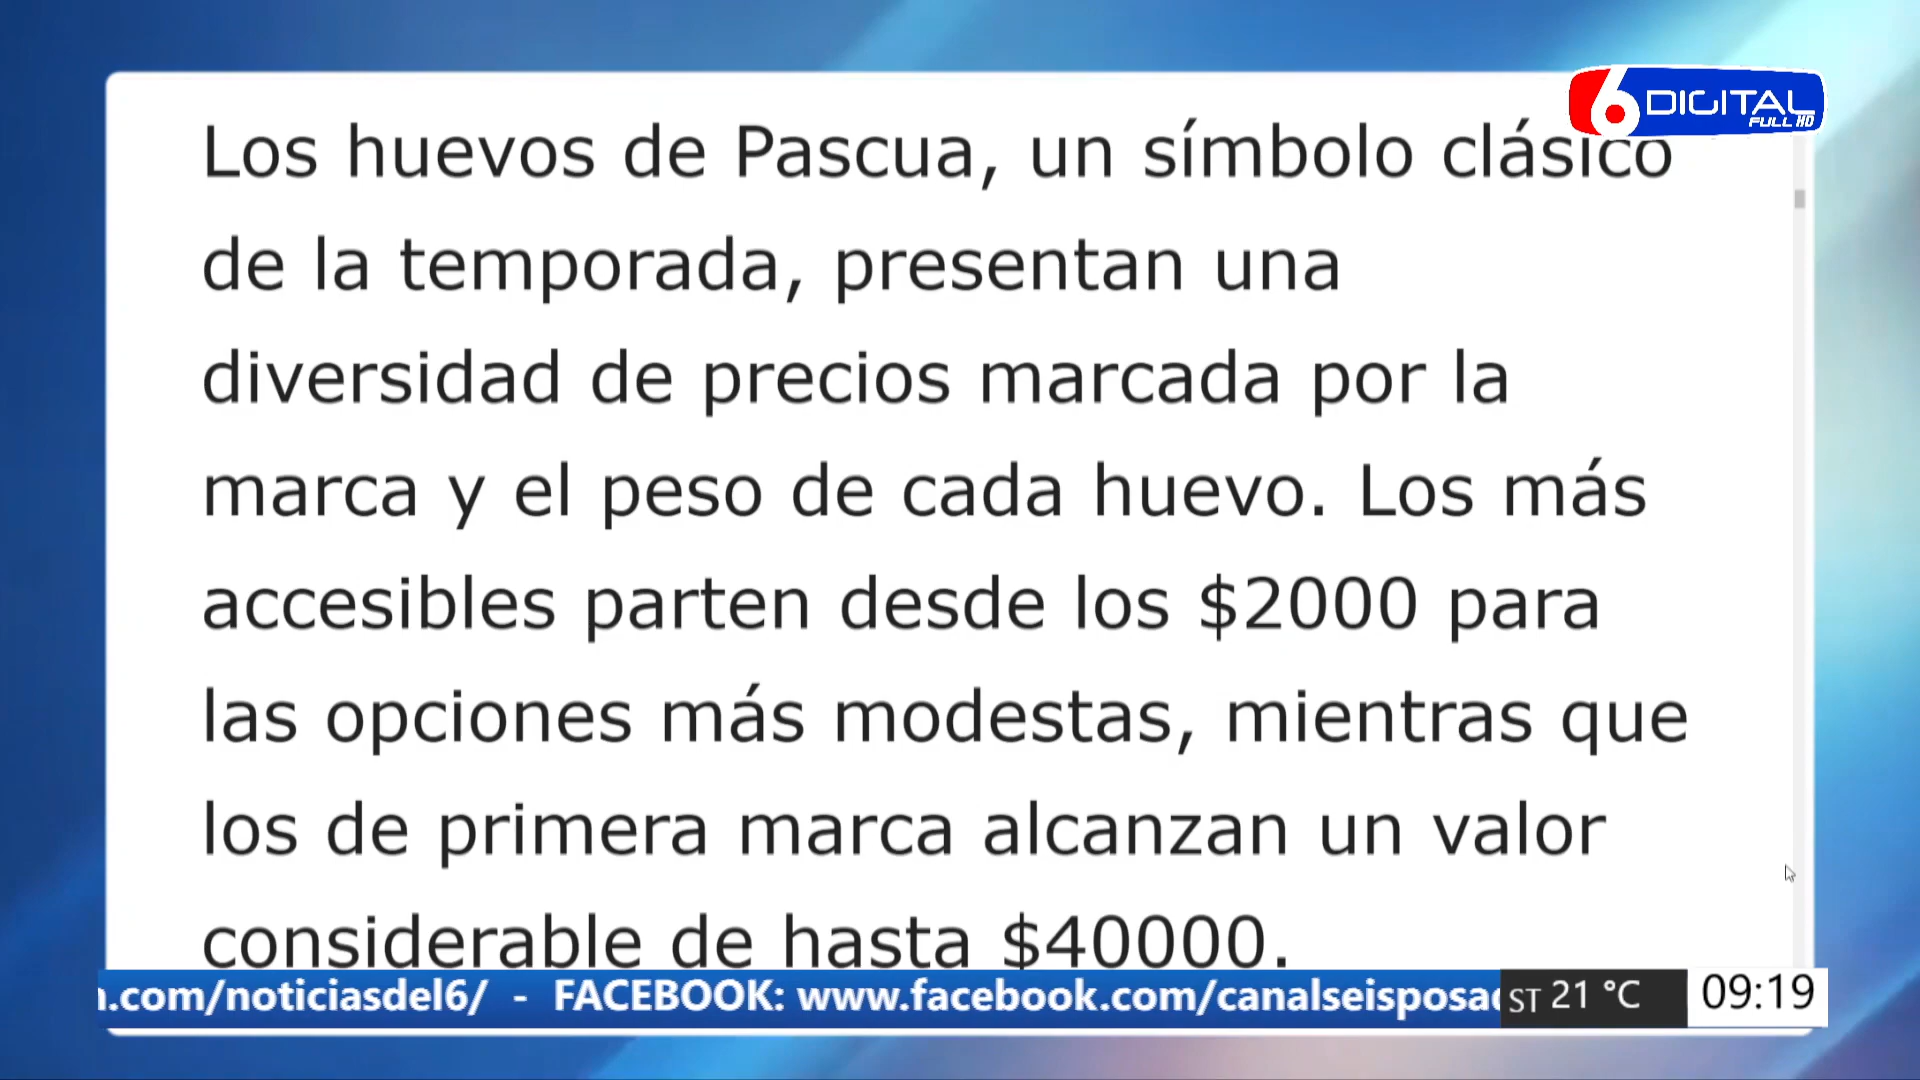 6 DIGITAL
FULL HD
Los huevos de Pascua, un símbolo clásico
de la temporada, presentan una
diversidad de precios marcada por la
marca y el peso de cada huevo. Los más
accesibles parten desde los $2000 para
las opciones más modestas, mientras que
los de primera marca alcanzan un valor
considerable de hasta $40000.
.com/noticiasdel6/ - FACEBOOK: www.facebook.com/canalseisposad
ST 21 °C
09:19